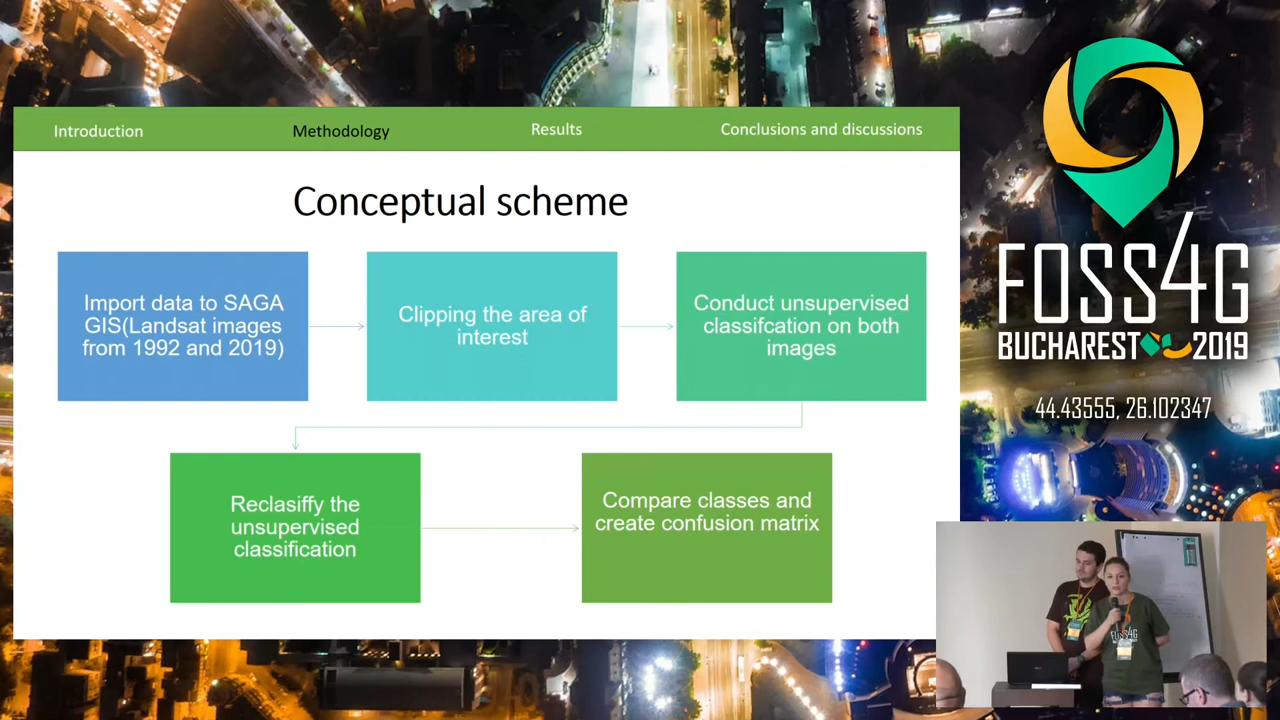 Introduction
Methodology
Results
Conclusions and discussions
Conceptual scheme
Import data to SAGA
GIS(Landsat images
from 1992 and 2019)
Clipping the area of
interest
Conduct unsupervised
classifcation on both
images
Reclasiffy the
unsupervised
classification
Compare classes and
create confusion matrix
FOSS4G
BUCHAREST 2019
44.43555, 26.102347
FOSS4G